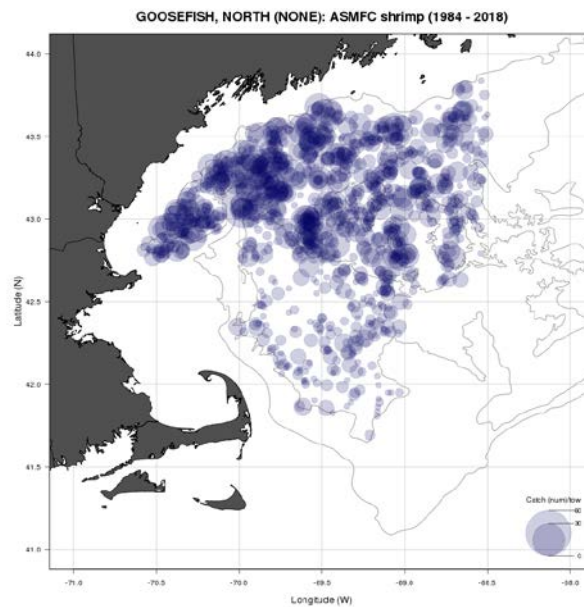 GOOSEFISH, NORTH (NONE): ASMFC shrimp (1984 - 2018)
44.0
43.5
43.0
42.5
42.0
41.5
41.0
Latitude (N)
Catch (num/tow
60
30
0
-71.0 -70.5 -70.0 -69.5 -69.0 -68.5 -68.0
Longitude (W)